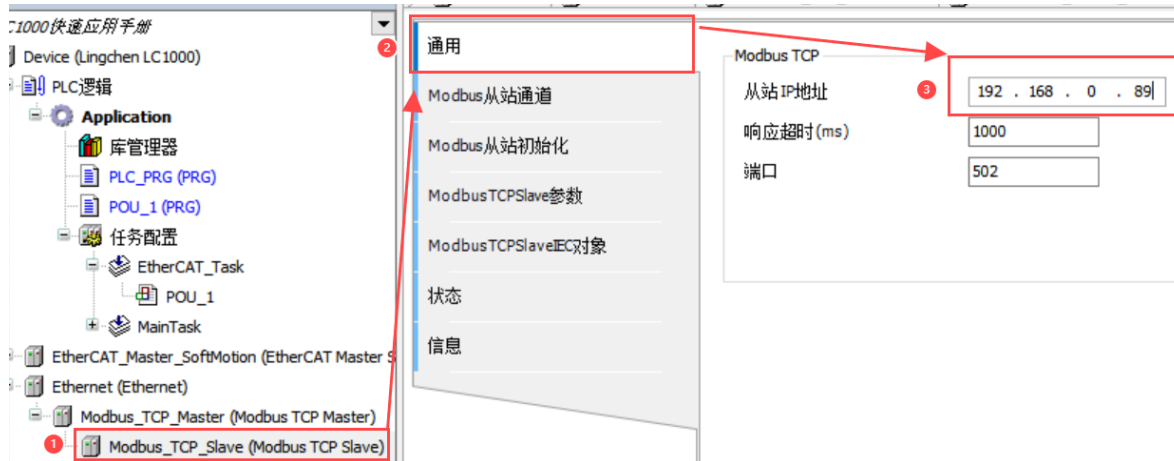 C1000快速应用手册
Device (Lingchen LC1000)
PLC逻辑
Application
库管理器
PLC_PRG (PRG)
POU_1 (PRG)
任务配置
EtherCAT_Task
POU_1
MainTask
EtherCAT_Master_SoftMotion (EtherCAT Master S
Ethernet (Ethernet)
Modbus_TCP_Master (Modbus TCP Master)
1 Modbus_TCP_Slave (Modbus TCP Slave)
2
通用
Modbus从站通道
Modbus从站初始化
ModbusTCPSlave参数
ModbusTCPSlaveIEC对象
状态
信息
Modbus TCP
从站IP地址 3 192 . 168 . 0 . 89
响应超时(ms) 1000
端口 502